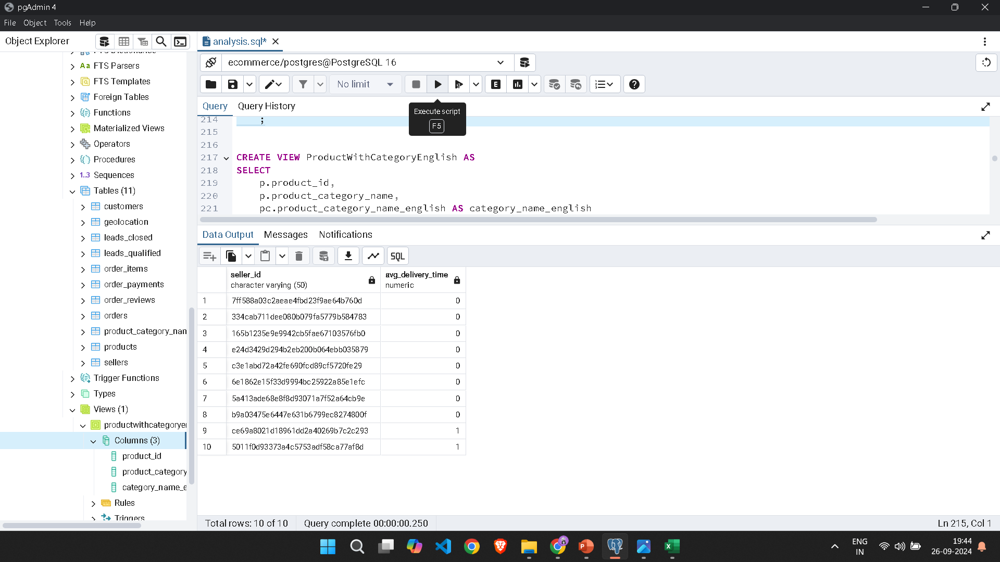 pgAdmin 4
File Object Tools Help
Object Explorer
analysis.sql*
FTS Parsers
FTS Templates
Foreign Tables
Functions
Materialized Views
Operators
Procedures
1..3 Sequences
Tables (11)
customers
geolocation
leads_closed
leads_qualified
order_items
order_payments
order_reviews
orders
product_category_nan
products
sellers
Trigger Functions
Types
Views (1)
productwithcategoryer
Columns (3)
product_id
product_category
category_name_e
Rules
Triggers
ecommerce/postgres@PostgreSQL 16
No limit
E
Query Query History
Execute script
F5
214 ;
215
216
217 CREATE VIEW ProductWithCategoryEnglish AS
218 SELECT
219 p.product_id,
220 p.product_category_name,
221 pc.product_category_name_english AS category_name_english
Data Output Messages Notifications
SQL
seller_id avg_delivery_time
character varying (50) numeric
1 7ff588a03c2aeae4fbd23f9ae64b760d 0
2 334cab711dee080b079fa5779b584783 0
3 165b1235e9e9942cb5fae67103576fb0 0
4 e24d3429d294b2eb200b064ebb035879 0
5 c3e1abd72a42fe690fcd89cf5720fe29 0
6 6e1862e15f33d9994bc25922a85e1efc 0
7 5a413ade68e8f8d93071a7f52a64cb9e 0
8 b9a03475e6447e631b6799ec8274800f 0
9 ce69a8021d18961dd2a40269b7c2c293 1
10 5011f0d93373a4c5753adf58ca77af8d 1
Total rows: 10 of 10 Query complete 00:00:00.250 Ln 215, Col 1
ENG
IN
19:44
26-09-2024